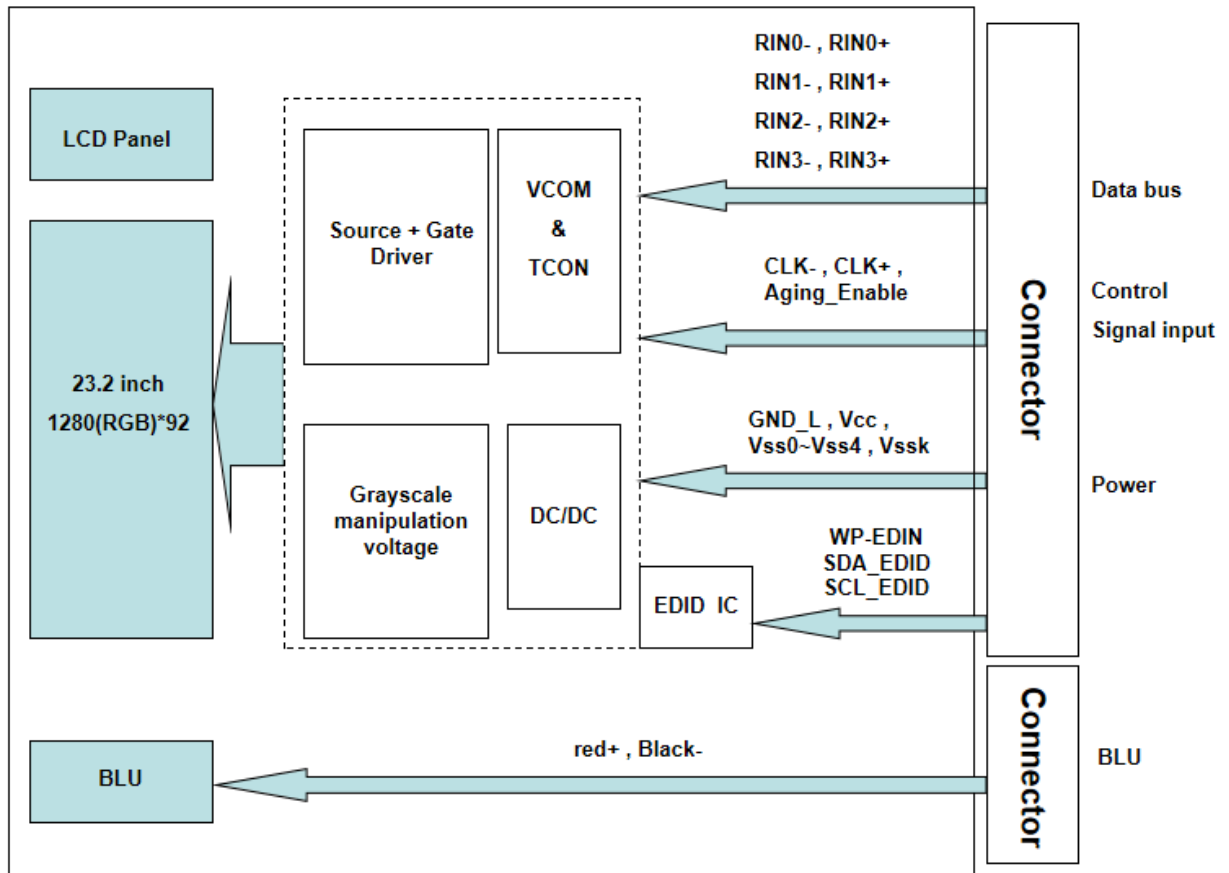 RIN0- , RIN0+
RIN1- , RIN1+
RIN2- , RIN2+
RIN3- , RIN3+
LCD Panel
VCOM
&
TCON
Source + Gate
Driver
Data bus
CLK- , CLK+ ,
Aging_Enable
Control
Signal input
Connector
23.2 inch
1280(RGB)*92
GND_L , Vcc ,
Vss0~Vss4 , Vssk
Power
Grayscale
manipulation
voltage
DC/DC
WP-EDIN
SDA_EDID
SCL_EDID
EDID IC
Connector
red+ , Black-
BLU
BLU